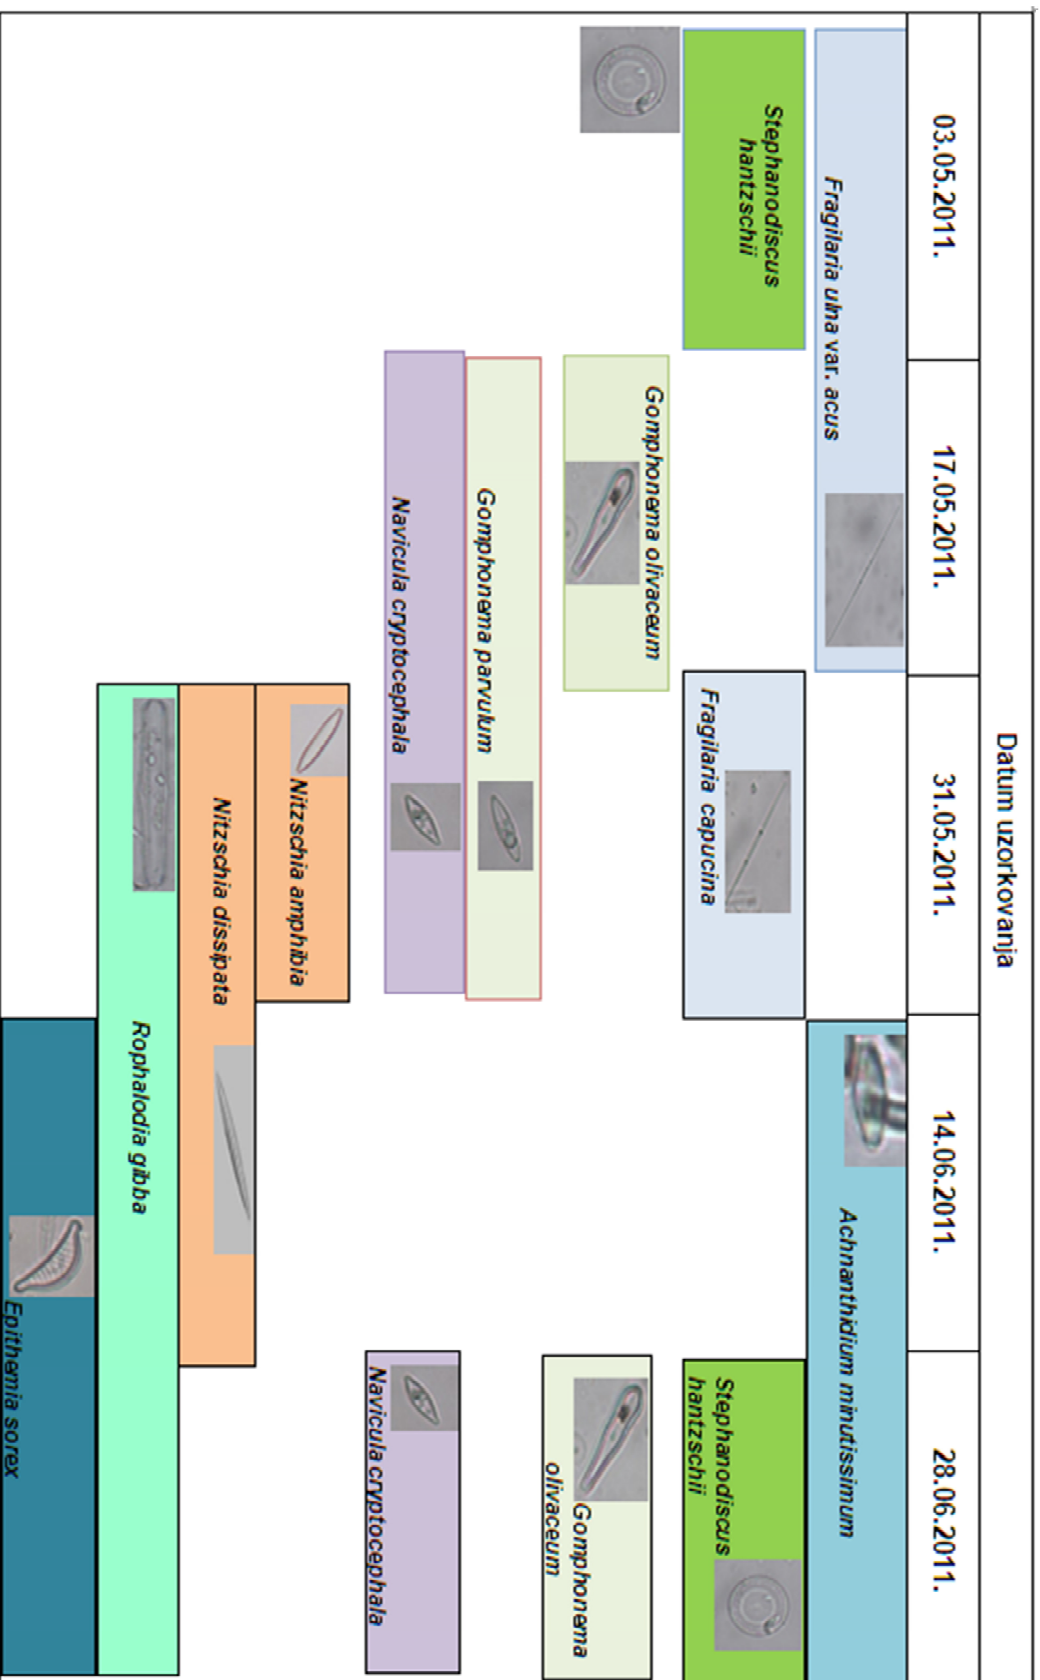 Datum uzorkovanja
03.05.2011.
17.05.2011.
31.05.2011.
14.06.2011.
28.06.2011.
Fragilaria ulna var. acus
Achnanthidium minutissimum
Stephanodiscus
hantzschii
Fragilaria capucina
Stephanodiscus
hantzschii
Gomphonema olivaceum
Gomphonema
olivaceum
Gomphonema parvulum
Navicula cryptocephala
Navicula cryptocephala
Nitzschia amphibia
Nitzschia dissipata
Rophalodia gibba
Epithemia sorex